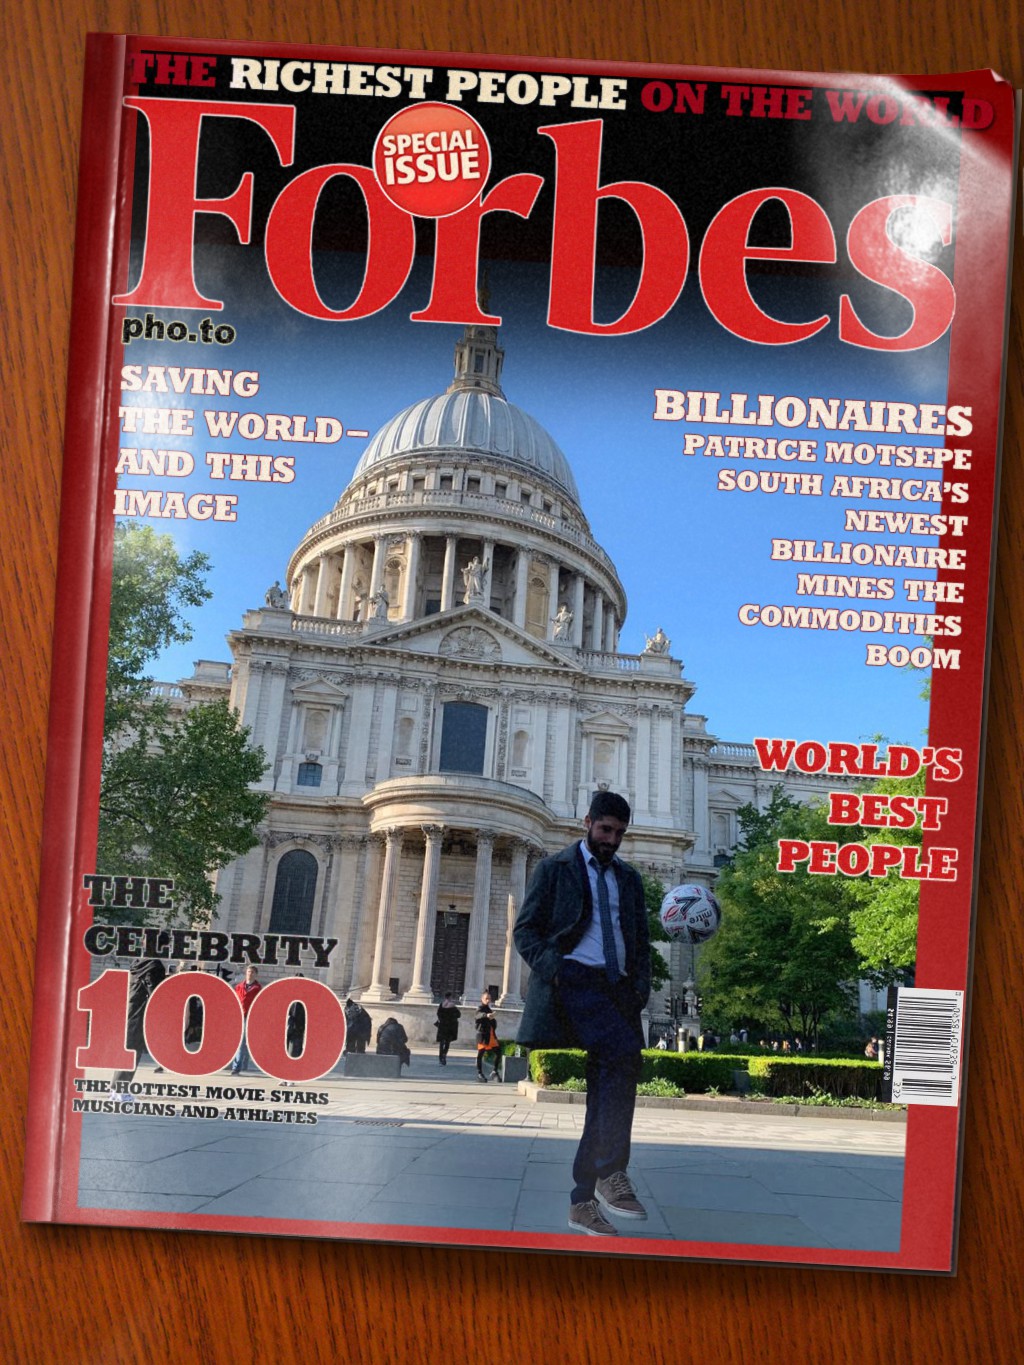 THE RICHEST PEOPLE ON THE WORLD
Forbes
SPECIAL
ISSUE
pho.to
SAVING
THE WORLD–
AND THIS
IMAGE
BILLIONAIRES
PATRICE MOTSEPE
SOUTH AFRICA'S
NEWEST
BILLIONAIRE
MINES THE
COMMODITIES
BOOM
WORLD'S
BEST
PEOPLE
mitre
THE
CELEBRITY
100
THE HOTTEST MOVIE STARS
MUSICIANS AND ATHLETES